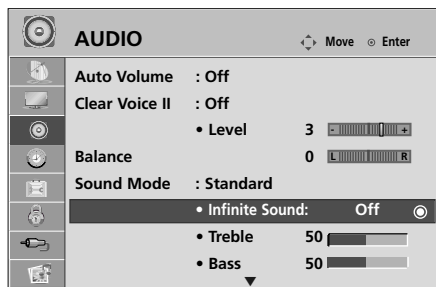 AUDIO Move Enter
Auto Volume : Off
Clear Voice II : Off
• Level 3 - +
Balance 0 L R
Sound Mode : Standard
• Infinite Sound: Off
• Treble 50
• Bass 50